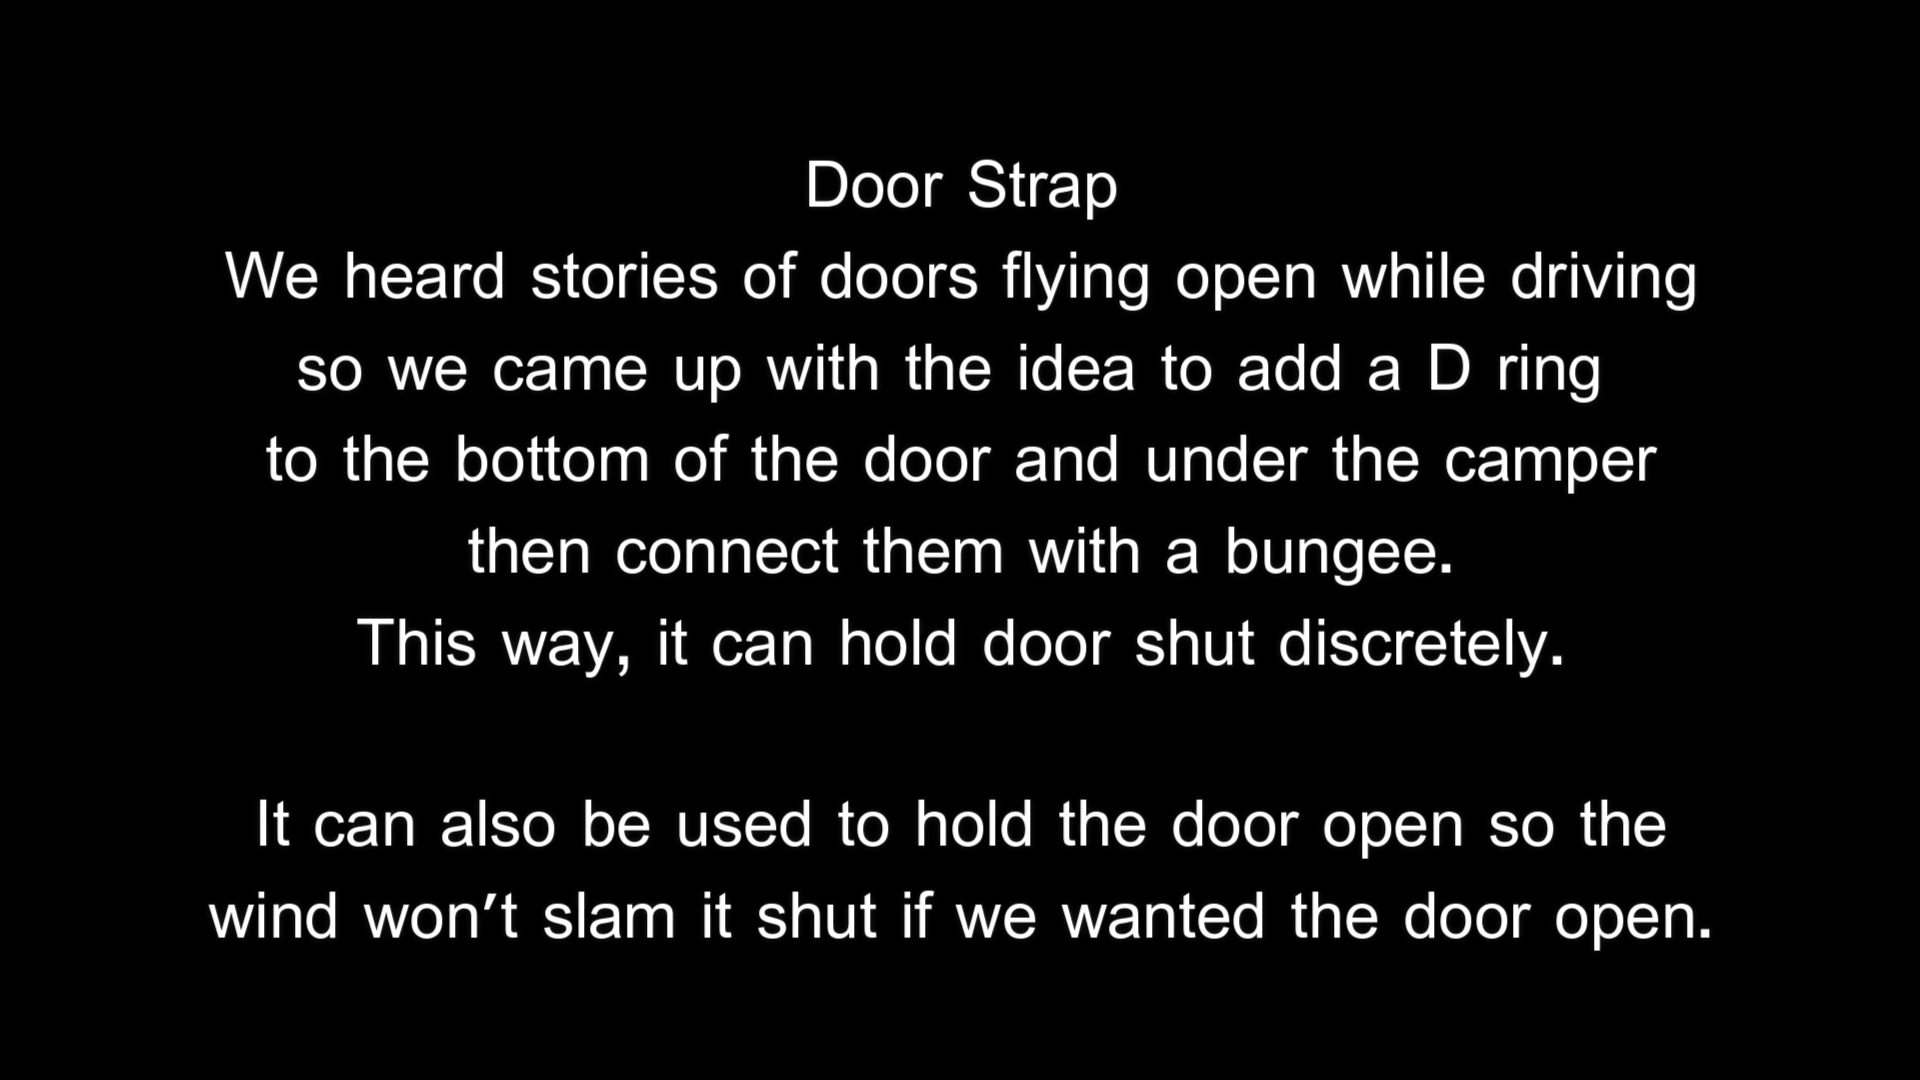 Door Strap
We heard stories of doors flying open while driving
so we came up with the idea to add a D ring
to the bottom of the door and under the camper
then connect them with a bungee.
This way, it can hold door shut discretely.
It can also be used to hold the door open so the
wind won't slam it shut if we wanted the door open.